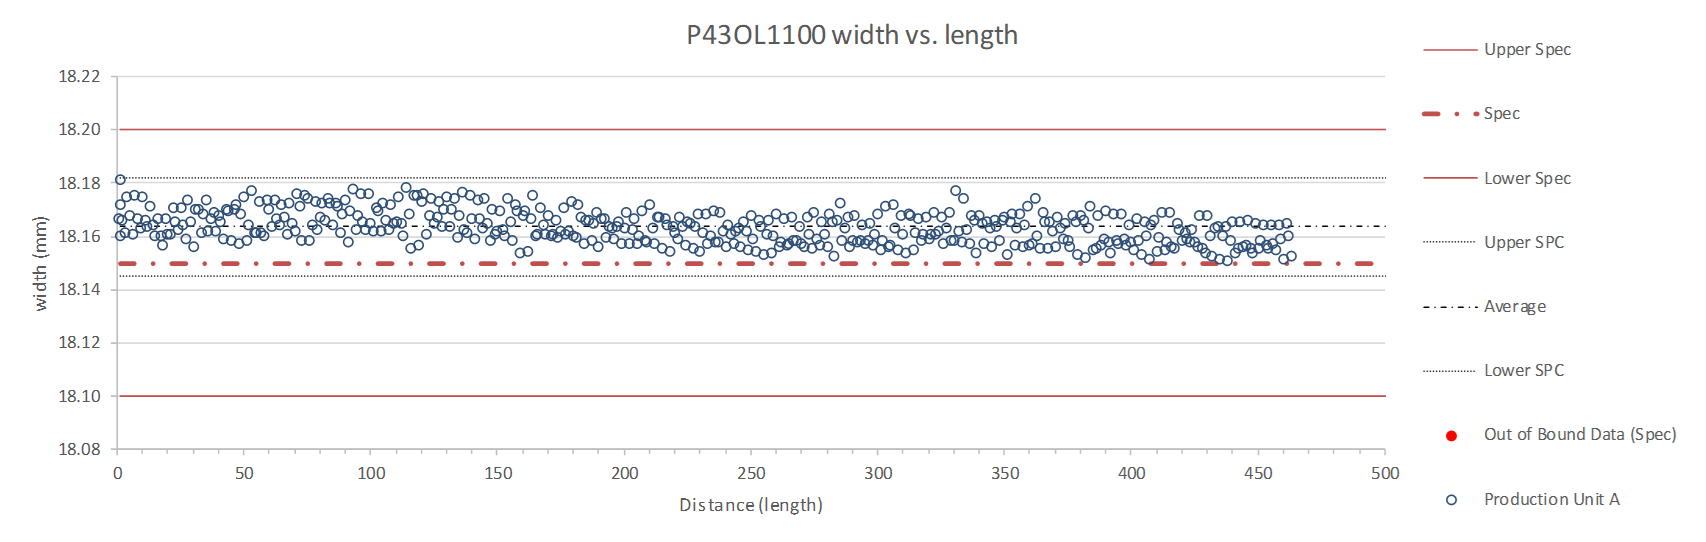 P43OL1100 width vs. length
18.22
18.20
18.18
18.16
18.14
18.12
18.10
18.08
width (mm)
0 50 100 150 200 250 300 350 400 450 500
Distance (length)
Upper Spec
Spec
Lower Spec
Upper SPC
Average
Lower SPC
Out of Bound Data (Spec)
Production Unit A